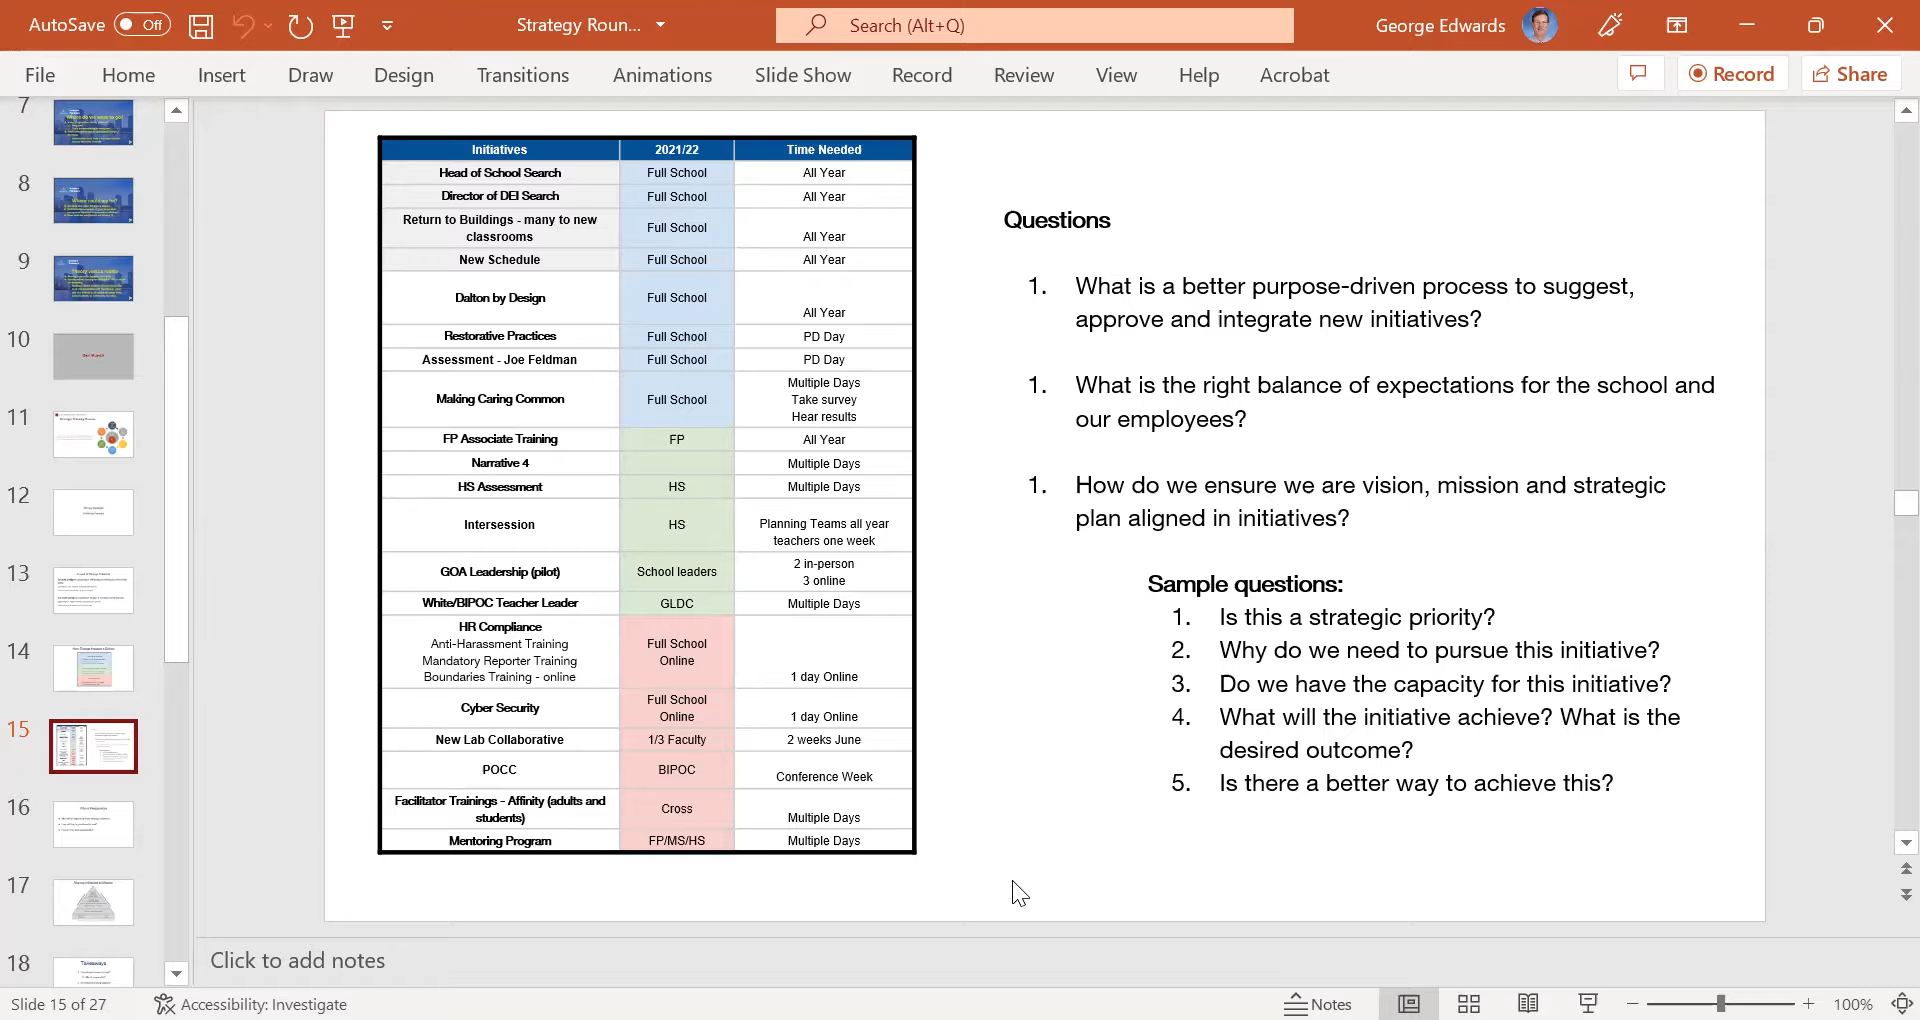 AutoSave Off
Strategy Roun...
Search (Alt+Q)
George Edwards
File Home Insert Draw Design Transitions Animations Slide Show Record Review View Help Acrobat
Record Share
7
8
9
10
11
12
13
14
15
16
17
18
Takeaways
Initiatives 2021/22 Time Needed
Head of School Search Full School All Year
Director of DEI Search Full School All Year
Return to Buildings - many to new
classrooms Full School All Year
New Schedule Full School All Year
Dalton by Design Full School All Year
Restorative Practices Full School PD Day
Assessment - Joe Feldman Full School PD Day
Making Caring Common Full School Multiple Days
Take survey
Hear results
FP Associate Training FP All Year
Narrative 4 Multiple Days
HS Assessment HS Multiple Days
Intersession HS Planning Teams all year
teachers one week
GOA Leadership (pilot) School leaders 2 in-person
3 online
White/BIPOC Teacher Leader GLDC Multiple Days
HR Compliance
Anti-Harassment Training Full School
Mandatory Reporter Training Online
Boundaries Training - online 1 day Online
Cyber Security Full School
Online 1 day Online
New Lab Collaborative 1/3 Faculty 2 weeks June
POCC BIPOC Conference Week
Facilitator Trainings - Affinity (adults and
students) Cross Multiple Days
Mentoring Program FP/MS/HS Multiple Days
Questions
1. What is a better purpose-driven process to suggest,
approve and integrate new initiatives?
1. What is the right balance of expectations for the school and
our employees?
1. How do we ensure we are vision, mission and strategic
plan aligned in initiatives?
Sample questions:
1. Is this a strategic priority?
2. Why do we need to pursue this initiative?
3. Do we have the capacity for this initiative?
4. What will the initiative achieve? What is the
desired outcome?
5. Is there a better way to achieve this?
Click to add notes
Slide 15 of 27 Accessibility: Investigate Notes 100%